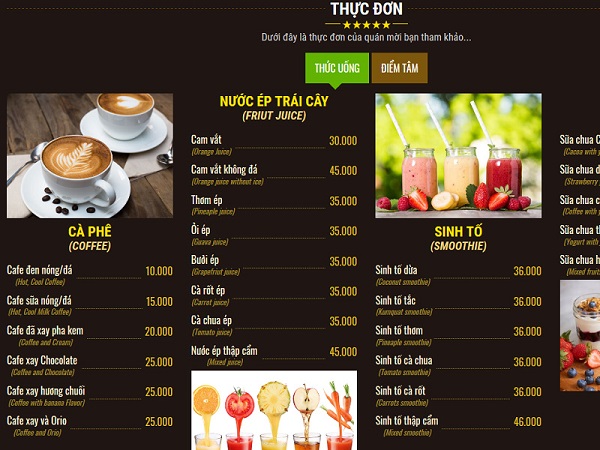 THỰC ĐƠN
Dưới đây là thực đơn của quán mời bạn tham khảo...
THỨC UỐNG
ĐIỂM TÂM
CÀ PHÊ
(COFFEE)
Cafe đen nóng/đá 10.000
(Hot, Cool Coffee)
Cafe sữa nóng/đá 15.000
(Hot, Cool Milk Coffee)
Cafe đá xay pha kem 20.000
(Coffee and Cream)
Cafe xay Chocolate 25.000
(Coffee and Chocolate)
Cafe xay hương chuối 25.000
(Coffee with banana Flavor)
Cafe xay và Orio 25.000
(Coffee and Orio)
NƯỚC ÉP TRÁI CÂY
(FRIUT JUICE)
Cam vắt 30.000
(Orange Juice)
Cam vắt không đá 45.000
(Orange juice without ice)
Thơm ép 35.000
(Pineaple juice)
Ổi ép 35.000
(Guava juice)
Bưởi ép 35.000
(Grapefriut juice)
Cà rốt ép 35.000
(Carrot juice)
Cà chua ép 35.000
(Tomato juice)
Nước ép thập cẩm 45.000
(Mixed juice)
SINH TỐ
(SMOOTHIE)
Sinh tố dừa 36.000
(Coconut smoothie)
Sinh tố tắc 36.000
(Kumquat smoothie)
Sinh tố thơm 36.000
(Pineaple smoothie)
Sinh tố cà chua 36.000
(Tomato smoothie)
Sinh tố cà rốt 36.000
(Carrots smoothie)
Sinh tố thập cẩm 46.000
(Mixed smoothie)
Sữa chua
(Cocoa with
Sữa chua
(Strawberry
Sữa chua
(Coffee with
Sữa chua
(Yogurt with
Sữa chua
(Mixed fruits